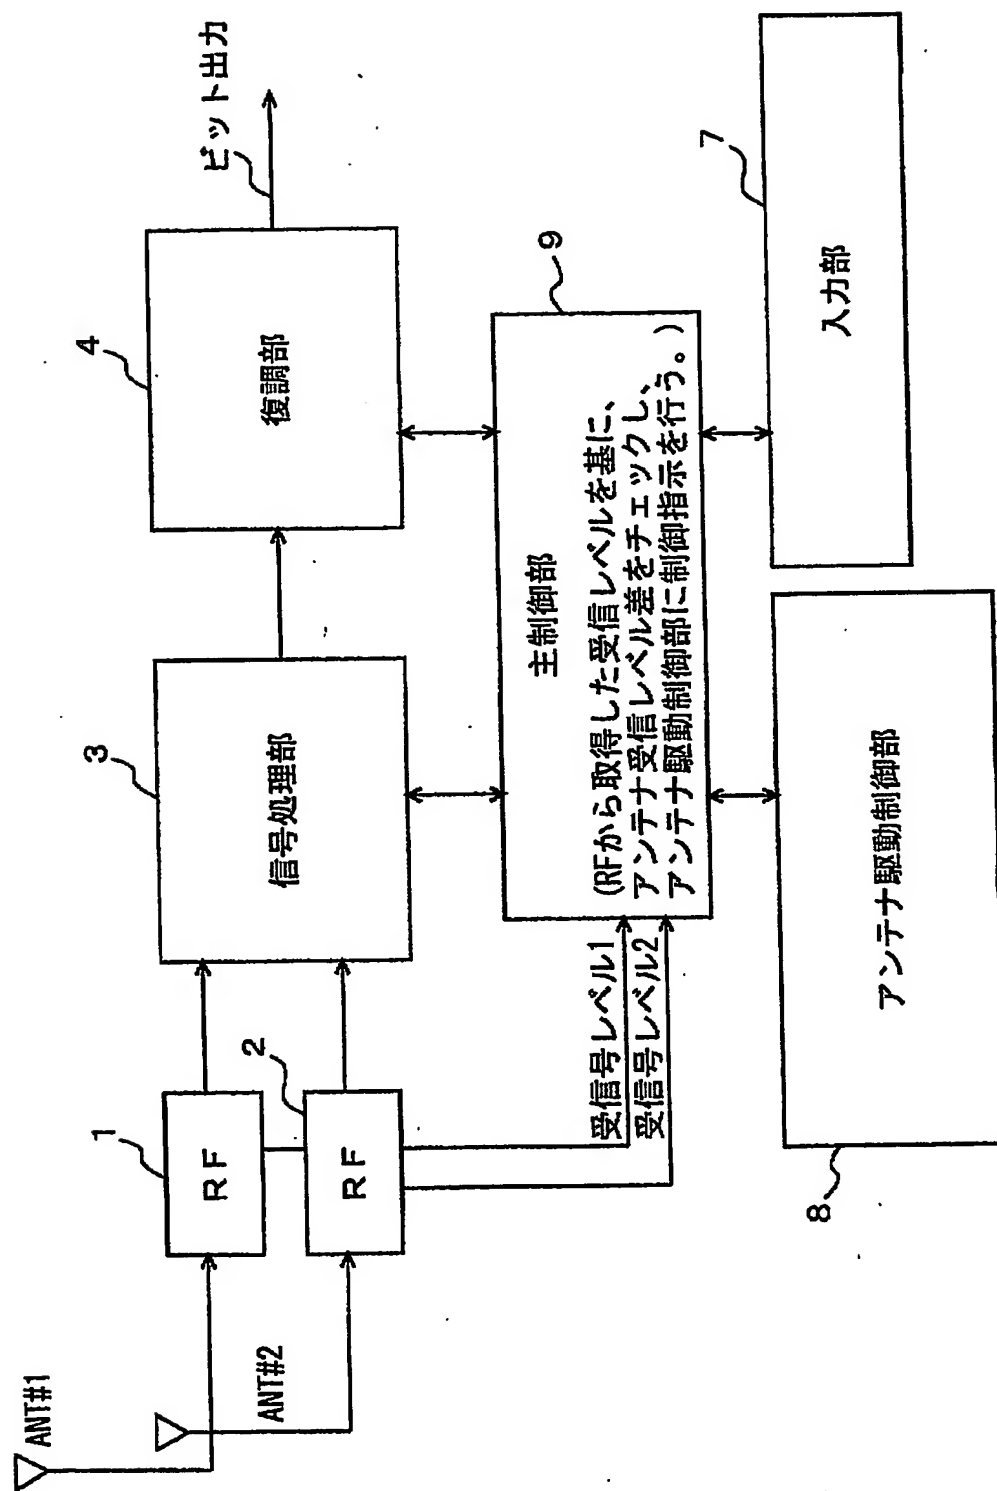 ANT#1
ANT#2
1
RF
2
RF
3
信号処理部
4
復調部
ビット出力
受信号レベル1
受信号レベル2
主制御部
9
(RFから取得した受信レベルを基に、
アンテナ受信レベル差をチェックし、
アンテナ駆動制御部に制御指示を行う。)
8
アンテナ駆動制御部
7
入力部